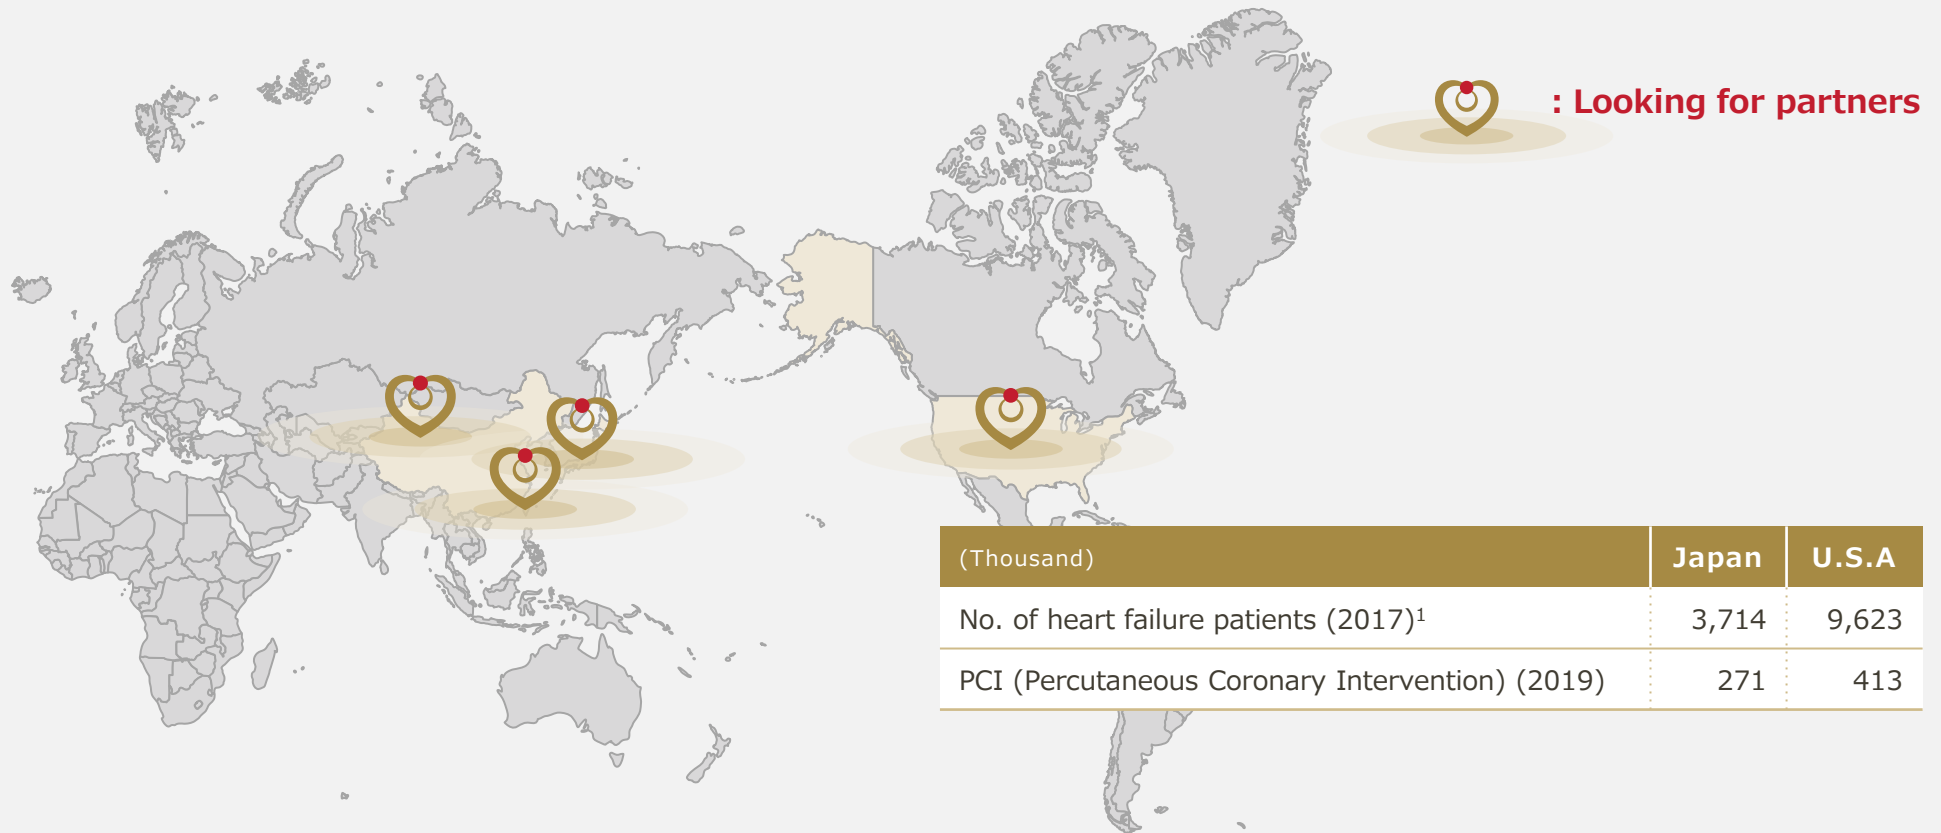 : Looking for partners
(Thousand) Japan U.S.A
No. of heart failure patients (2017)1 3,714 9,623
PCI (Percutaneous Coronary Intervention) (2019) 271 413